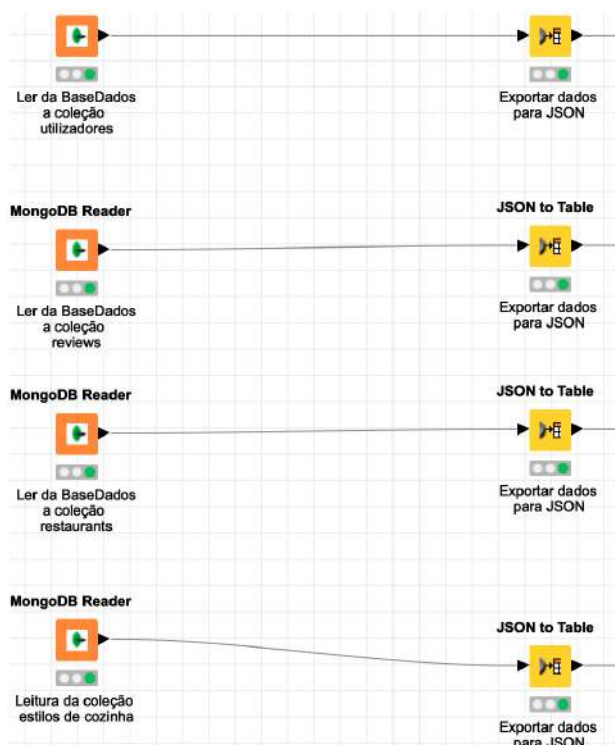 Ler da BaseDados
a coleção
utilizadores
Exportar dados
para JSON
MongoDB Reader
JSON to Table
Ler da BaseDados
a coleção
reviews
Exportar dados
para JSON
MongoDB Reader
JSON to Table
Ler da BaseDados
a coleção
restaurants
Exportar dados
para JSON
MongoDB Reader
JSON to Table
Leitura da coleção
estilos de cozinha
Exportar dados
para JSON